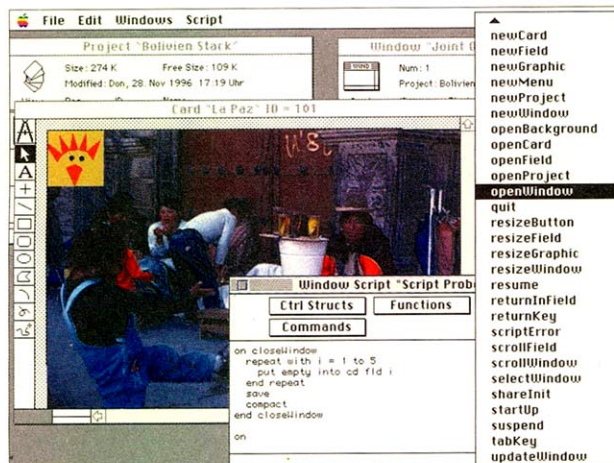 File Edit Windows Script
Project "Bolivien Stack"
Size: 274 K Free Size: 109 K
Modified: Don, 28. Nov 1996 17:19 Uhr
Window "Joint
WIND
Num: 1
Project: Bolivien
Card "La Paz" ID = 101
A
Window Script "Script Prob
Ctrl Structs
Functions
Commands
on closeWindow
repeat with i = 1 to 5
put empty into cd fld i
end repeat
save
compact
end closeWindow
on
newCard
newField
newGraphic
newMenu
newProject
newWindow
openBackground
openCard
openField
openProject
openWindow
quit
resizeButton
resizeField
resizeGraphic
resizeWindow
resume
returnInField
returnKey
scriptError
scrollField
scrollWindow
selectWindow
shareInit
startUp
suspend
tabKey
updateWindow